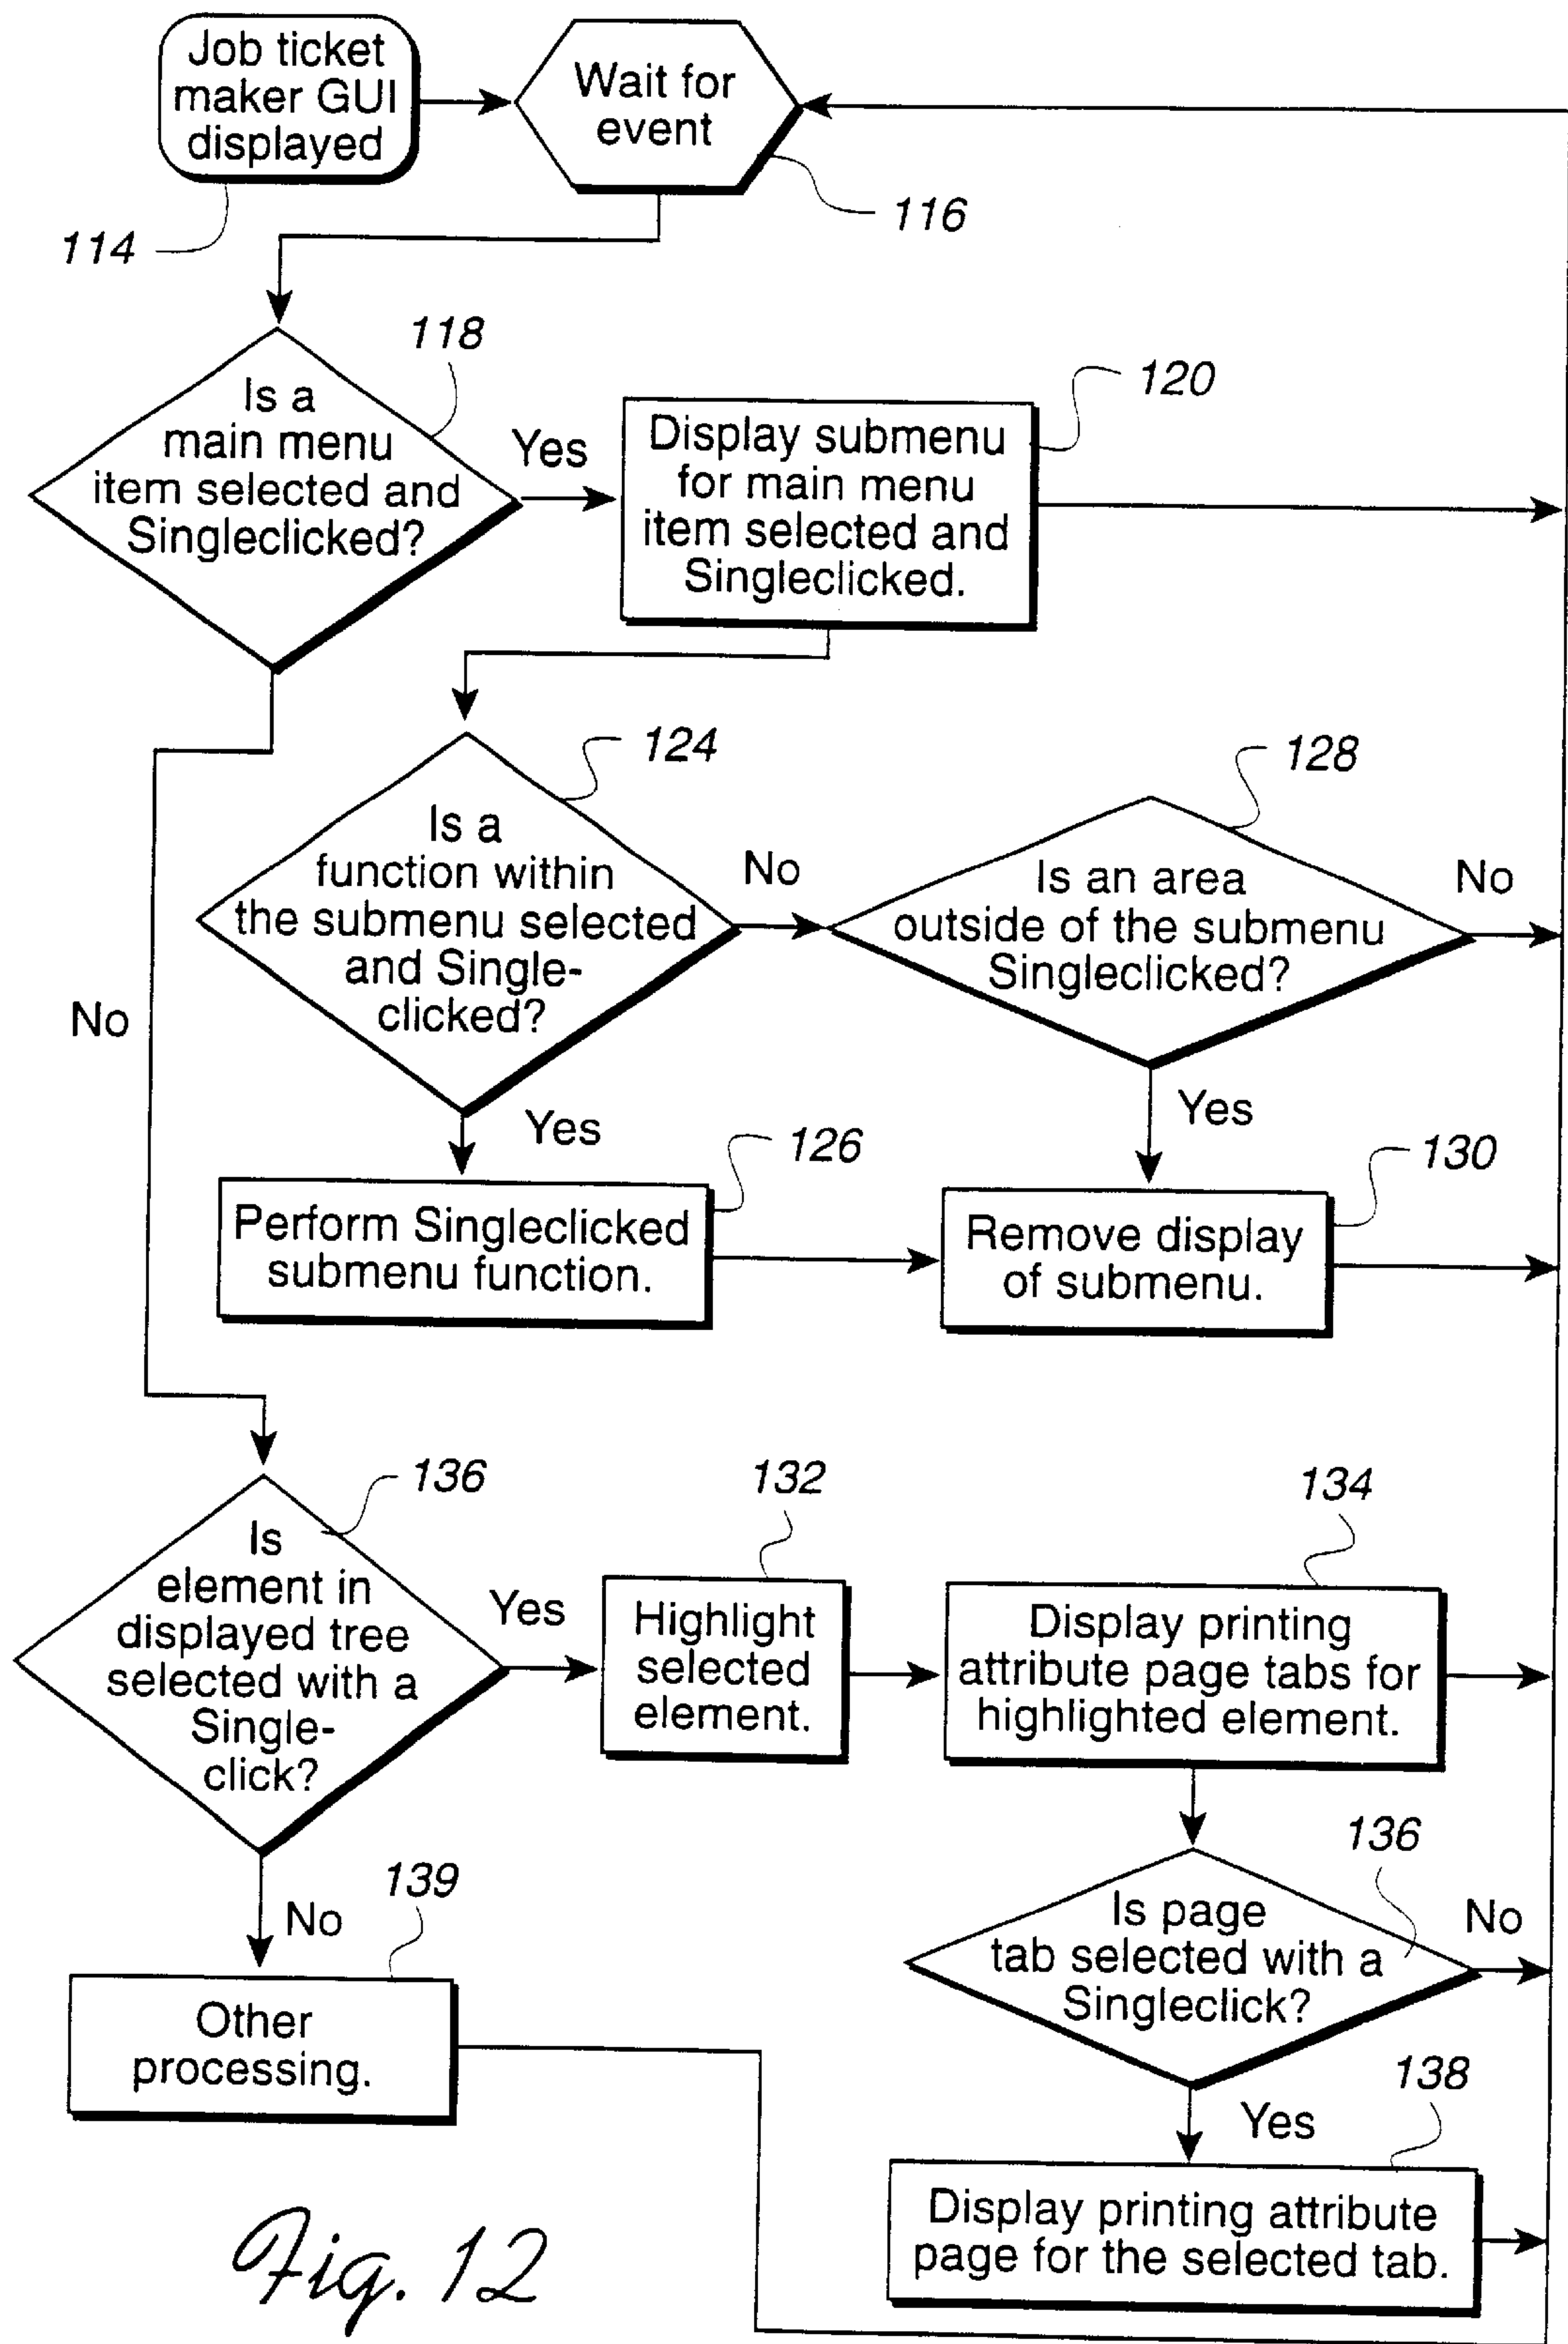 Job ticket
maker GUI
displayed
Wait for
event
114
116
118
Is a
main menu
item selected and
Singleclicked?
Yes
120
Display submenu
for main menu
item selected and
Singleclicked.
124
Is a
function within
the submenu selected
and Single-
clicked?
No
128
Is an area
outside of the submenu
Singleclicked?
No
No
Yes
126
Yes
130
Perform Singleclicked
submenu function.
Remove display
of submenu.
136
Is
element in
displayed tree
selected with a
Single-
click?
Yes
132
Highlight
selected
element.
134
Display printing
attribute page tabs for
highlighted element.
No
139
Other
processing.
136
Is page
tab selected with a
Singleclick?
No
Yes
138
Display printing attribute
page for the selected tab.
Fig. 12